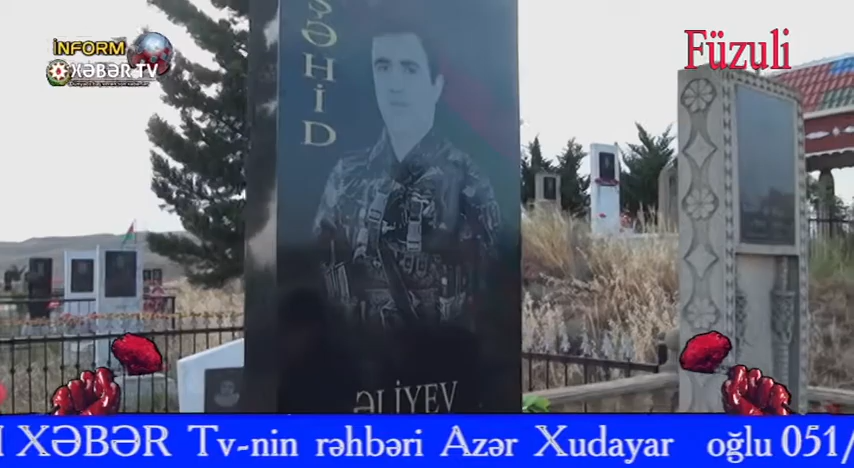 İNFORM
XƏBƏR TV
Füzuli
ŞƏHİD
ƏLİYEV
XƏBƏR Tv-nin rəhbəri Azər Xudayar oğlu 051/